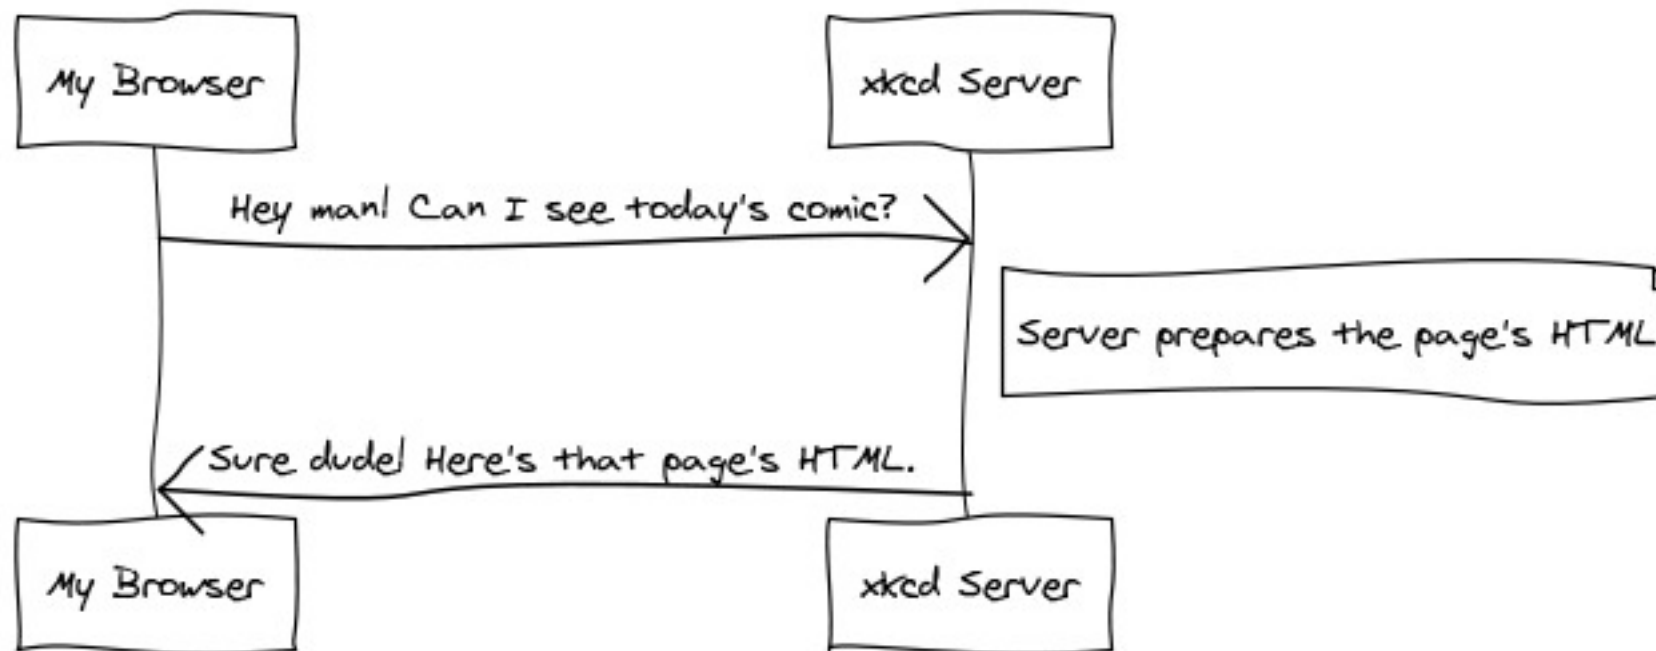 My Browser
xkcd Server
Hey man! Can I see today's comic?
Server prepares the page's HTML
Sure dude! Here's that page's HTML.
My Browser
xkcd Server